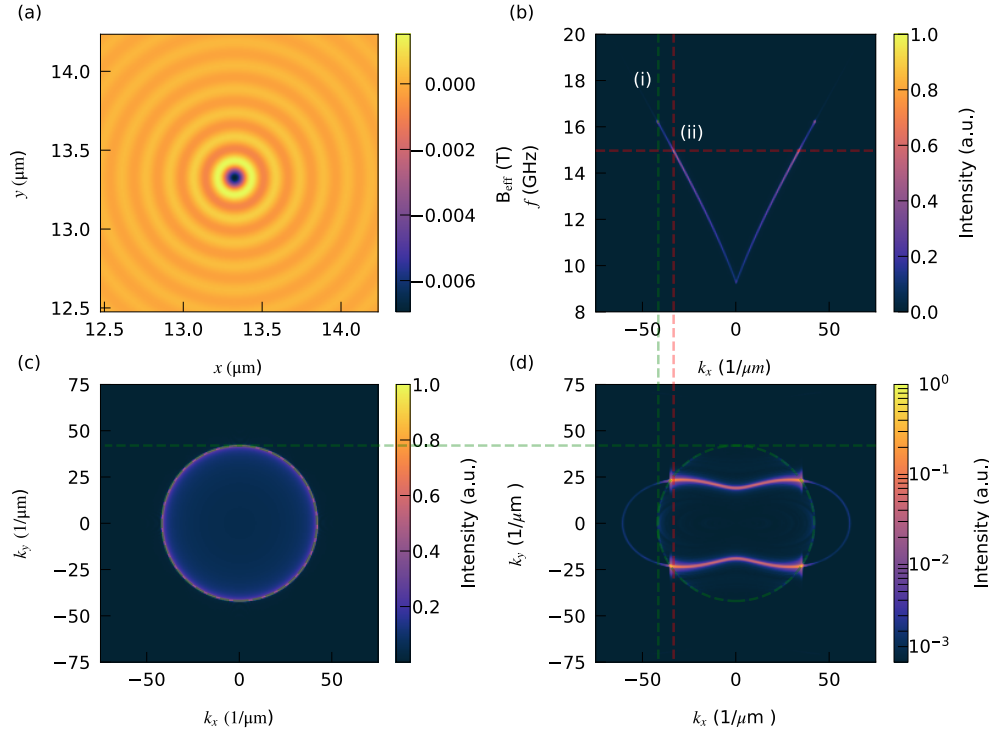 (a)
14.0
13.5
13.0
12.5
12.5 13.0 13.5 14.0
y (μm)
x (μm)
0.000
−0.002
−0.004
−0.006
B_eff (T)
(b)
20
18
16
14
12
10
8
−50 0 50
f (GHz)
k_x (1/μm)
(i)
(ii)
1.0
0.8
0.6
0.4
0.2
0.0
Intensity (a.u.)
(c)
75
50
25
0
−25
−50
−75
−50 0 50
k_y (1/μm)
k_x (1/μm)
1.0
0.8
0.6
0.4
0.2
Intensity (a.u.)
(d)
75
50
25
0
−25
−50
−75
−50 0 50
k_y (1/μm )
k_x (1/μm )
10⁰
10⁻¹
10⁻²
10⁻³
Intensity (a.u.)